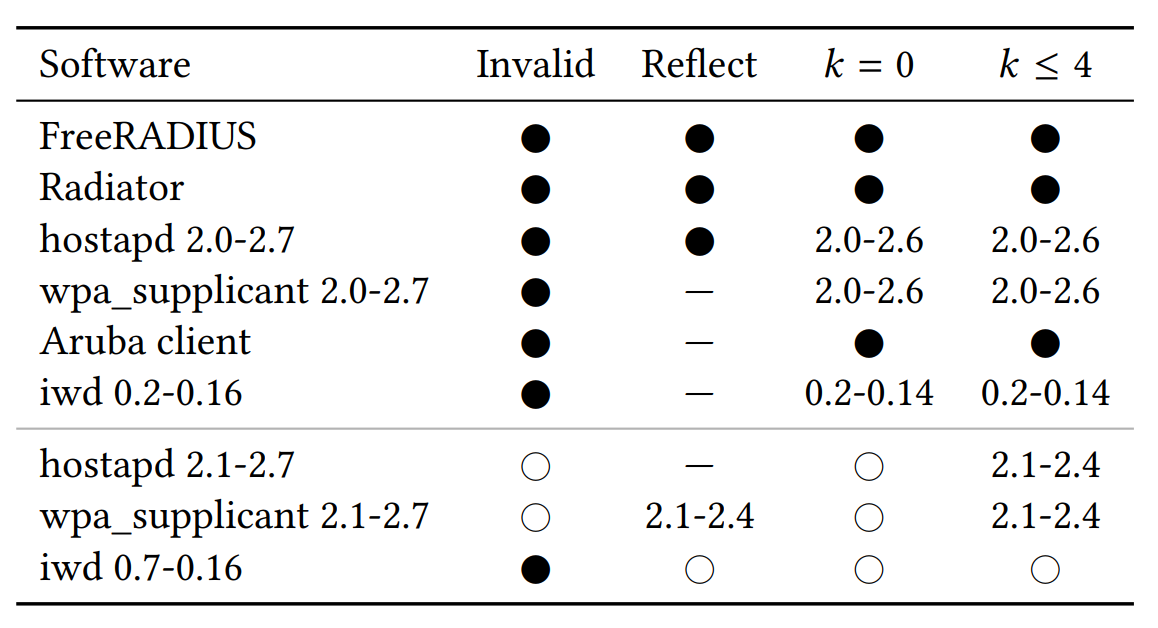 Software Invalid Reflect k = 0 k ≤ 4
FreeRADIUS ● ● ● ●
Radiator ● ● ● ●
hostapd 2.0-2.7 ● ● 2.0-2.6 2.0-2.6
wpa_supplicant 2.0-2.7 ● – 2.0-2.6 2.0-2.6
Aruba client ● – ● ●
iwd 0.2-0.16 ● – 0.2-0.14 0.2-0.14
hostapd 2.1-2.7 ○ – ○ 2.1-2.4
wpa_supplicant 2.1-2.7 ○ 2.1-2.4 ○ 2.1-2.4
iwd 0.7-0.16 ● ○ ○ ○